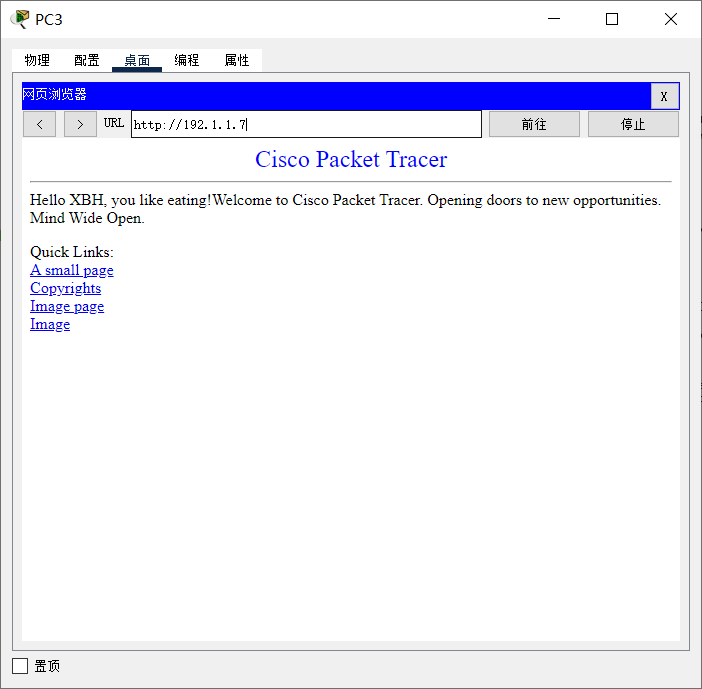 PC3
物理 配置 桌面 编程 属性
网页浏览器 X
< > URL http://192.1.1.7 前往 停止
Cisco Packet Tracer
Hello XBH, you like eating!Welcome to Cisco Packet Tracer. Opening doors to new opportunities.
Mind Wide Open.
Quick Links:
A small page
Copyrights
Image page
Image
置顶